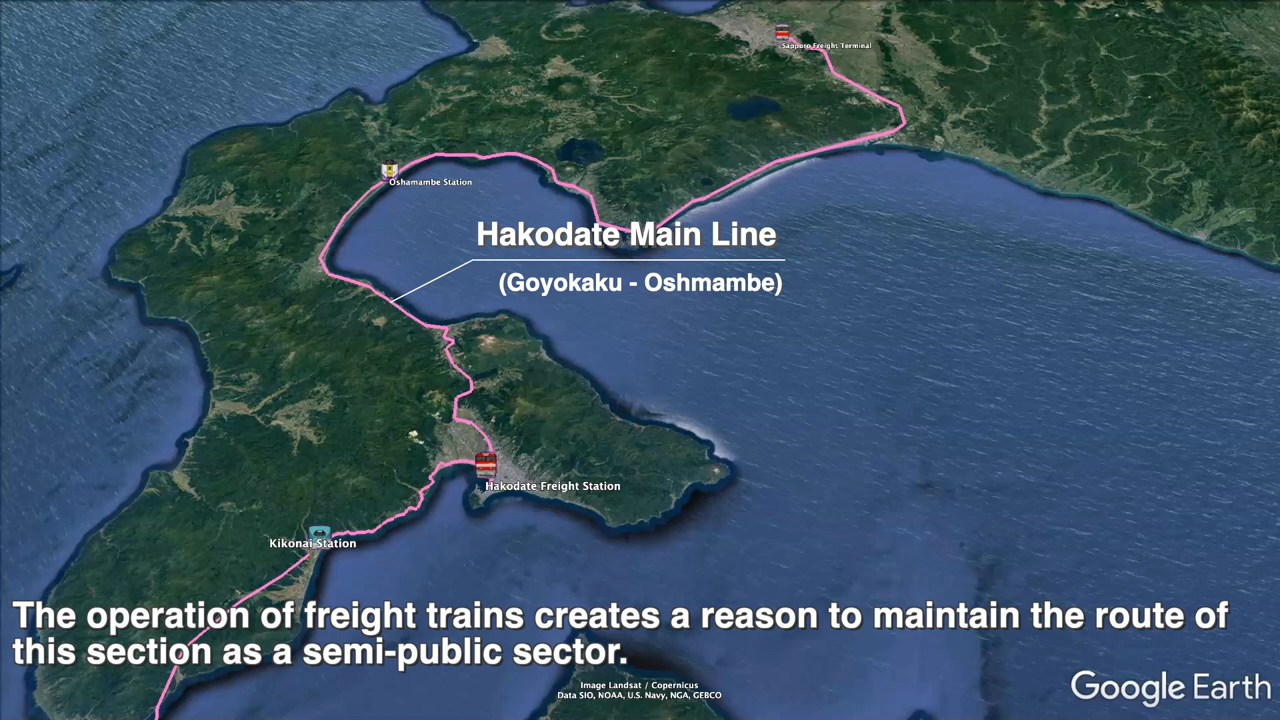 Sapporo Freight Terminal
Oshamambe Station
Hakodate Main Line
(Goyokaku - Oshmambe)
Hakodate Freight Station
Kikonai Station
The operation of freight trains creates a reason to maintain the route of
this section as a semi-public sector.
Image Landsat / Copernicus
Data SIO, NOAA, U.S. Navy, NGA, GEBCO
Google Earth